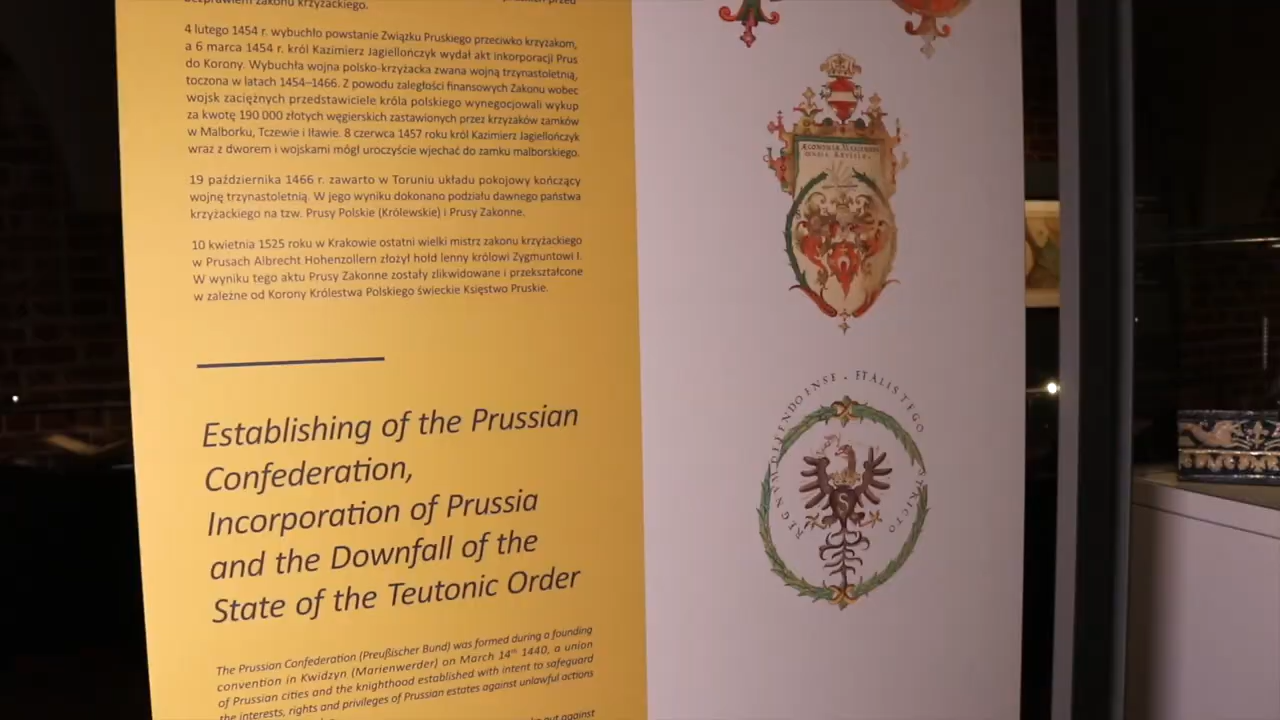 bezprawiem zakonu krzyżackiego.
4 lutego 1454 r. wybuchło powstanie Związku Pruskiego przeciwko krzyżakom,
a 6 marca 1454 r. król Kazimierz Jagiellończyk wydał akt inkorporacji Prus
do Korony. Wybuchła wojna polsko-krzyżacka zwana wojną trzynastoletnią,
toczona w latach 1454–1466. Z powodu zaległości finansowych Zakonu wobec
wojsk zaciężnych przedstawiciele króla polskiego wynegocjowali wykup
za kwotę 190 000 złotych węgierskich zastawionych przez krzyżaków zamków
w Malborku, Tczewie i Iławie. 8 czerwca 1457 roku król Kazimierz Jagiellończyk
wraz z dworem i wojskami mógł uroczyście wjechać do zamku malborskiego.
19 października 1466 r. zawarto w Toruniu układu pokojowy kończący
wojnę trzynastoletnią. W jego wyniku dokonano podziału dawnego państwa
krzyżackiego na tzw. Prusy Polskie (Królewskie) i Prusy Zakonne.
10 kwietnia 1525 roku w Krakowie ostatni wielki mistrz zakonu krzyżackiego
w Prusach Albrecht Hohenzollern złożył hołd lenny królowi Zygmuntowi I.
W wyniku tego aktu Prusy Zakonne zostały zlikwidowane i przekształcone
w zależne od Korony Królestwa Polskiego świeckie Księstwo Pruskie.
Establishing of the Prussian
Confederation,
Incorporation of Prussia
and the Downfall of the
State of the Teutonic Order
The Prussian Confederation (Preußischer Bund) was formed during a founding
convention in Kwidzyn (Marienwerder) on March 14th 1440, a union
of Prussian cities and the knighthood established with intent to safeguard
the interests, rights and privileges of Prussian estates against unlawful actions
out against
S